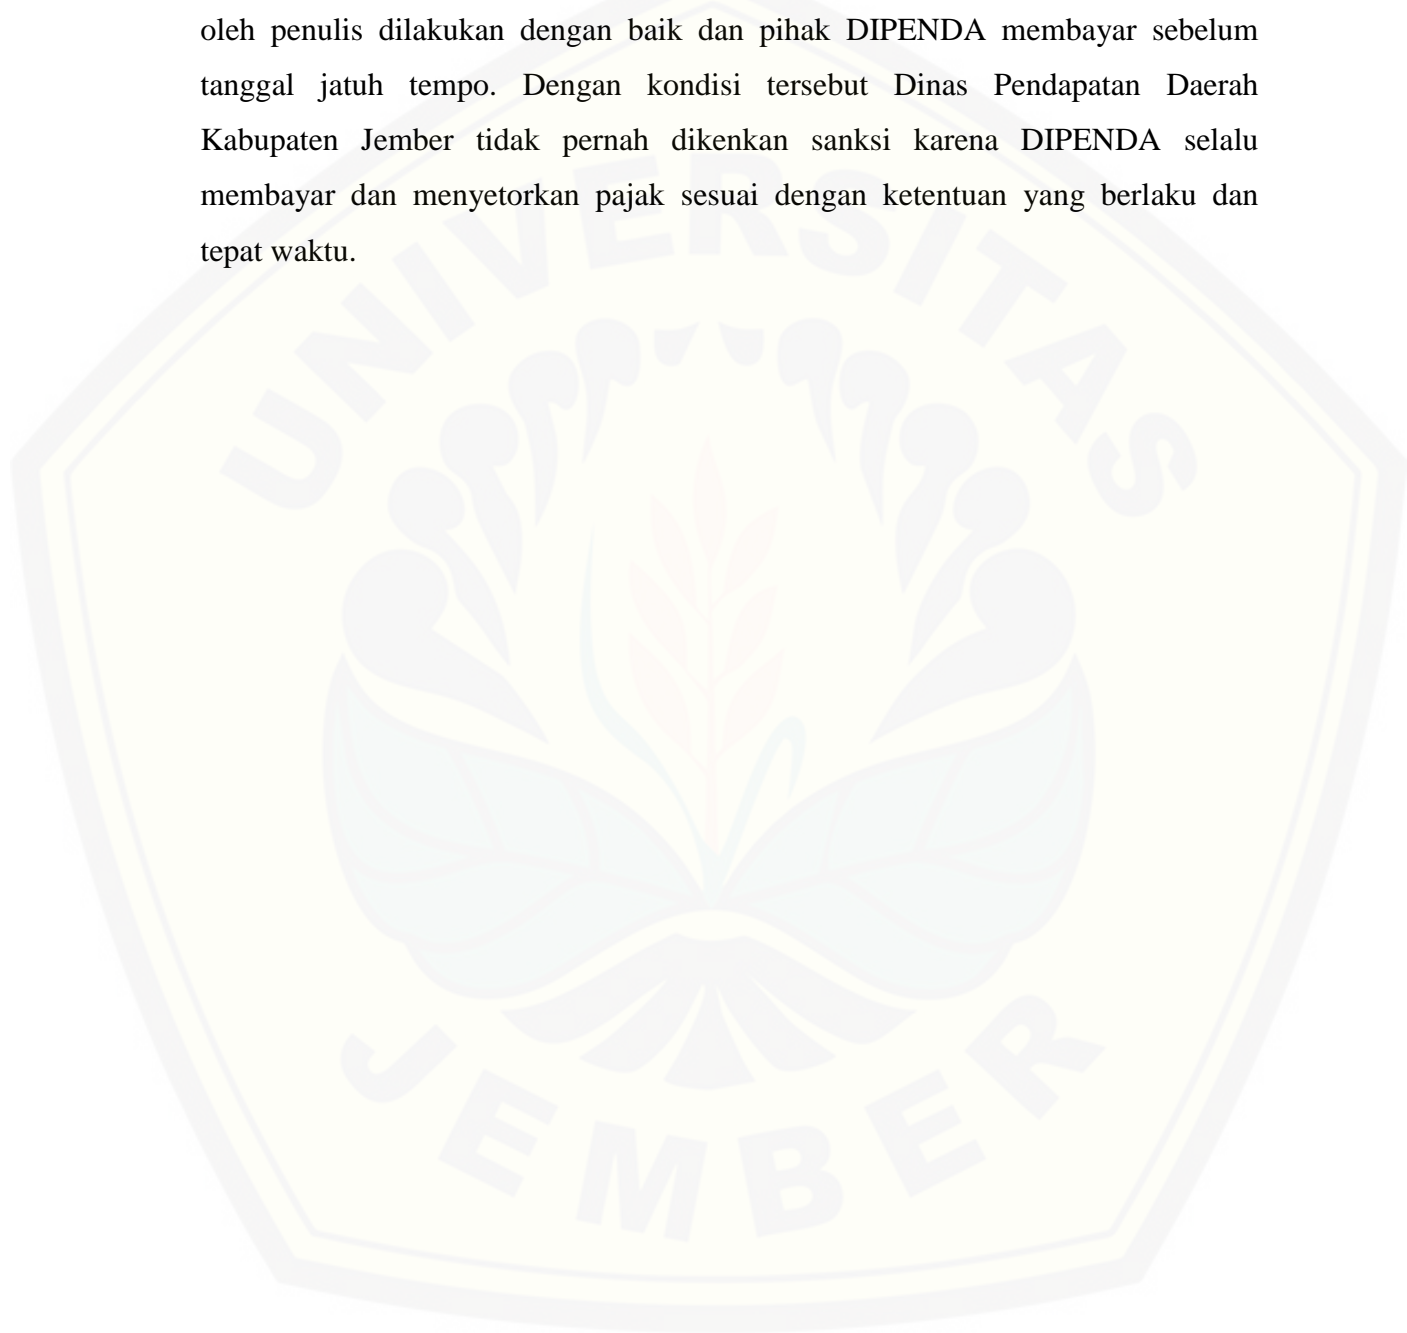 oleh penulis dilakukan dengan baik dan pihak DIPENDA membayar sebelum
tanggal jatuh tempo. Dengan kondisi tersebut Dinas Pendapatan Daerah
Kabupaten Jember tidak pernah dikenkan sanksi karena DIPENDA selalu
membayar dan menyetorkan pajak sesuai dengan ketentuan yang berlaku dan
tepat waktu.
UNIVERSITAS
JEMBER